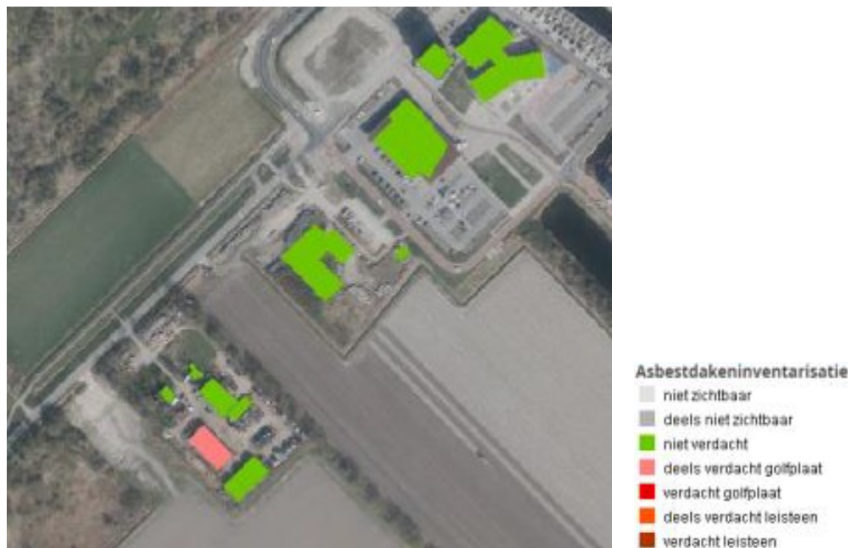 Asbestdakeninventarisatie
niet zichtbaar
deels niet zichtbaar
niet verdacht
deels verdacht golfplaat
verdacht golfplaat
deels verdacht leisteen
verdacht leisteen